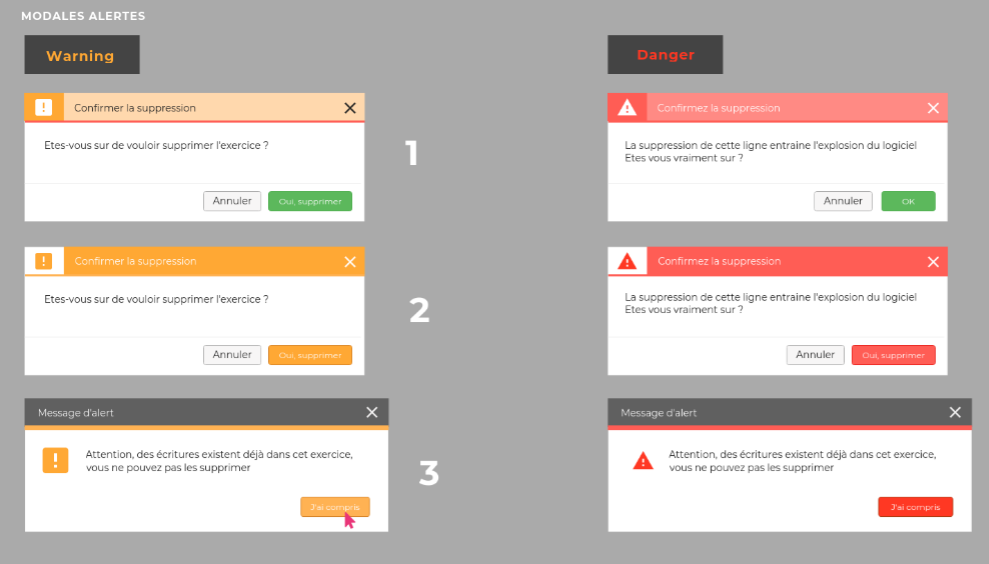 MODALES ALERTES
Warning
Danger
Confirmer la suppression
Etes-vous sur de vouloir supprimer l'exercice ?
Annuler
Oui, supprimer
1
Confirmez la suppression
La suppression de cette ligne entraine l'explosion du logiciel
Etes vous vraiment sur ?
Annuler
OK
Confirmer la suppression
Etes-vous sur de vouloir supprimer l'exercice ?
Annuler
Oui, supprimer
2
Confirmez la suppression
La suppression de cette ligne entraine l'explosion du logiciel
Etes vous vraiment sur ?
Annuler
Oui, supprimer
Message d'alert
Attention, des écritures existent déjà dans cet exercice,
vous ne pouvez pas les supprimer
J'ai compris
3
Message d'alert
Attention, des écritures existent déjà dans cet exercice,
vous ne pouvez pas les supprimer
J'ai compris